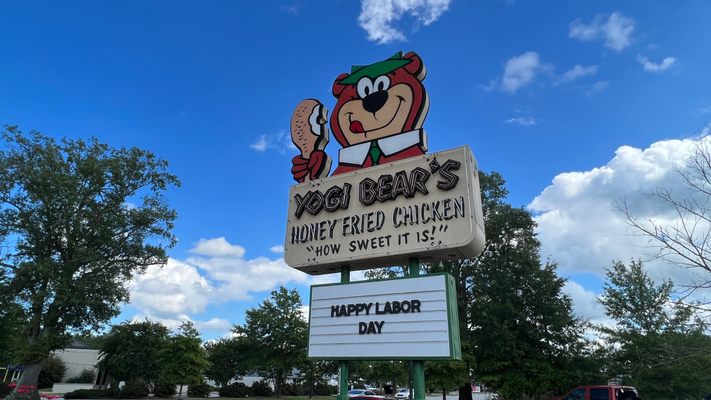 YOGI BEAR'S
HONEY FRIED CHICKEN
"HOW SWEET IT IS!"
HAPPY LABOR
DAY